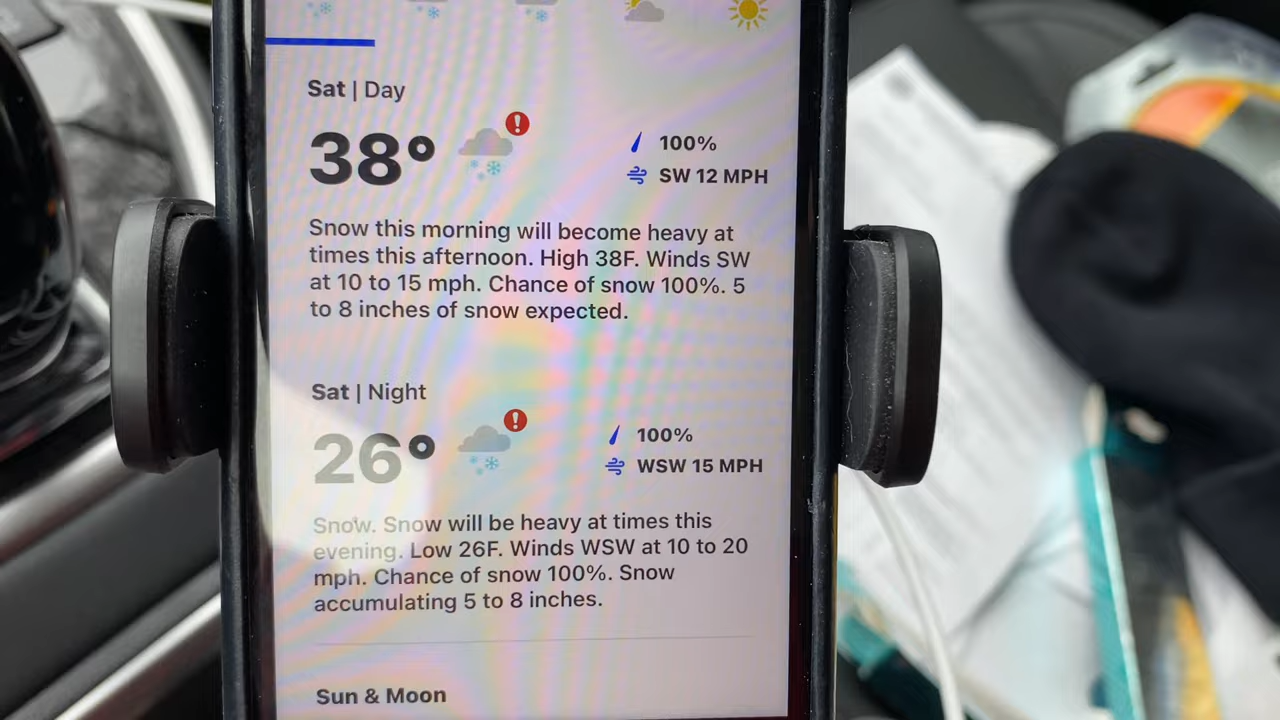 Sat | Day
38°
100%
SW 12 MPH
Snow this morning will become heavy at
times this afternoon. High 38F. Winds SW
at 10 to 15 mph. Chance of snow 100%. 5
to 8 inches of snow expected.
Sat | Night
26°
100%
WSW 15 MPH
Snow. Snow will be heavy at times this
evening. Low 26F. Winds WSW at 10 to 20
mph. Chance of snow 100%. Snow
accumulating 5 to 8 inches.
Sun & Moon